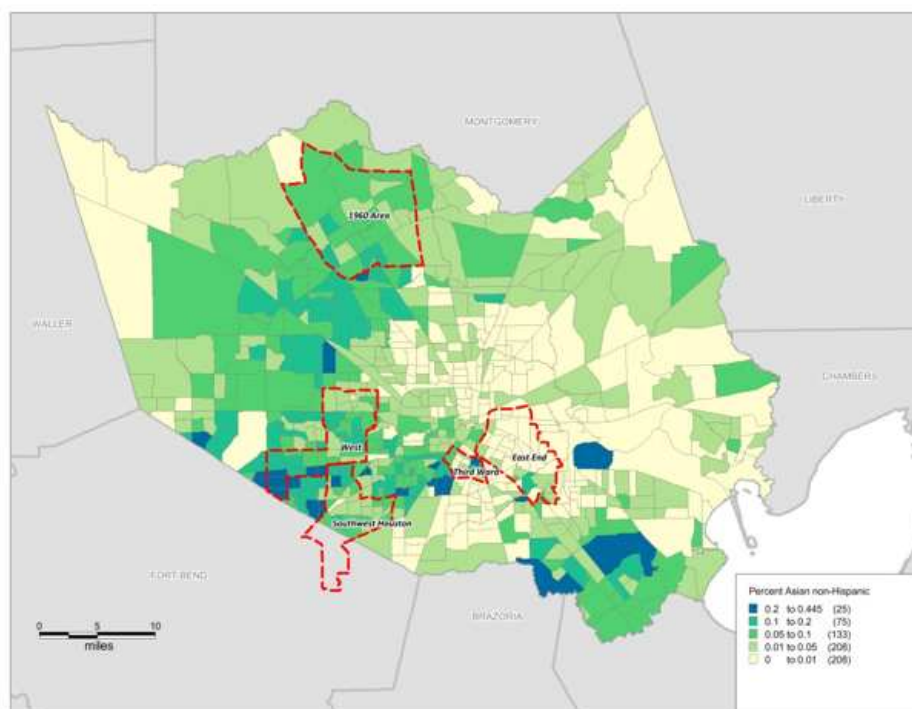 MONTGOMERY
LIBERTY
1960 Area
WALLER
CHAMBERS
West
East End
Third Ward
Southwest Houston
FORT BEND
BRAZORIA
0 5 10
miles
Percent Asian non-Hispanic
0.2 to 0.445 (25)
0.1 to 0.2 (75)
0.05 to 0.1 (133)
0.01 to 0.05 (206)
0 to 0.01 (206)